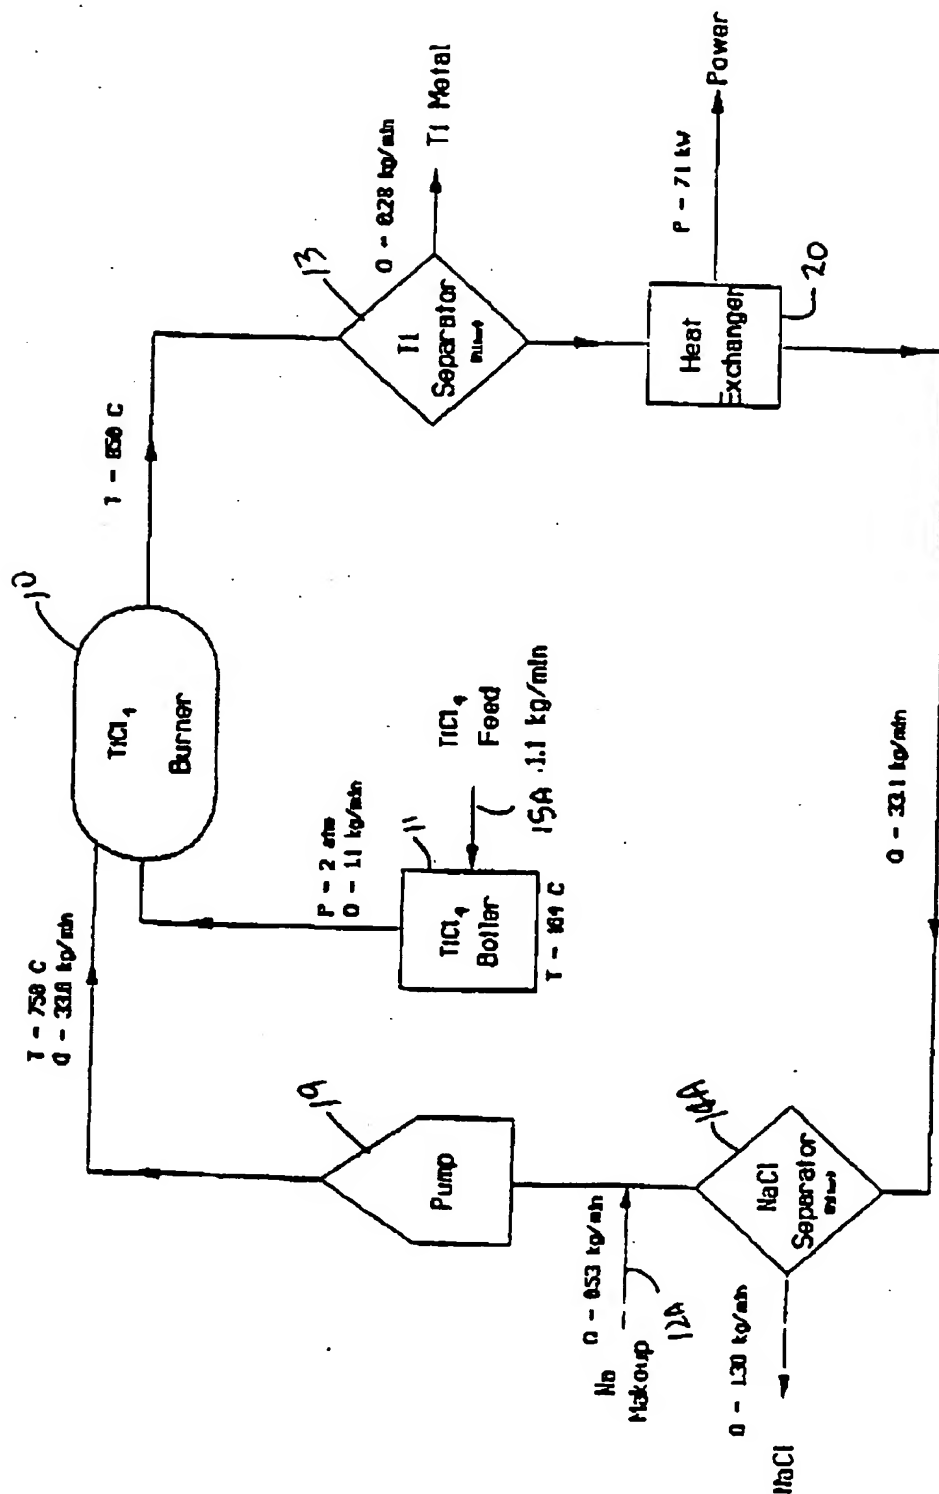 T = 750 C
Q = 33.8 kg/min
10
TiCl4
Burner
T = 850 C
13
Ti
Separator
Q = 0.28 kg/min
Ti Metal
P = 2 atm
Q = 1.1 kg/min
11
TiCl4
Boiler
T = 164 C
TiCl4
Feed
15A 1.1 kg/min
19
Pump
Heat
Exchanger
20
P = 71 kw
Power
Q = 33.1 kg/min
Q = 0.53 kg/min
Na
Makeup
12A
14A
NaCl
Separator
Q = 1.30 kg/min
NaCl